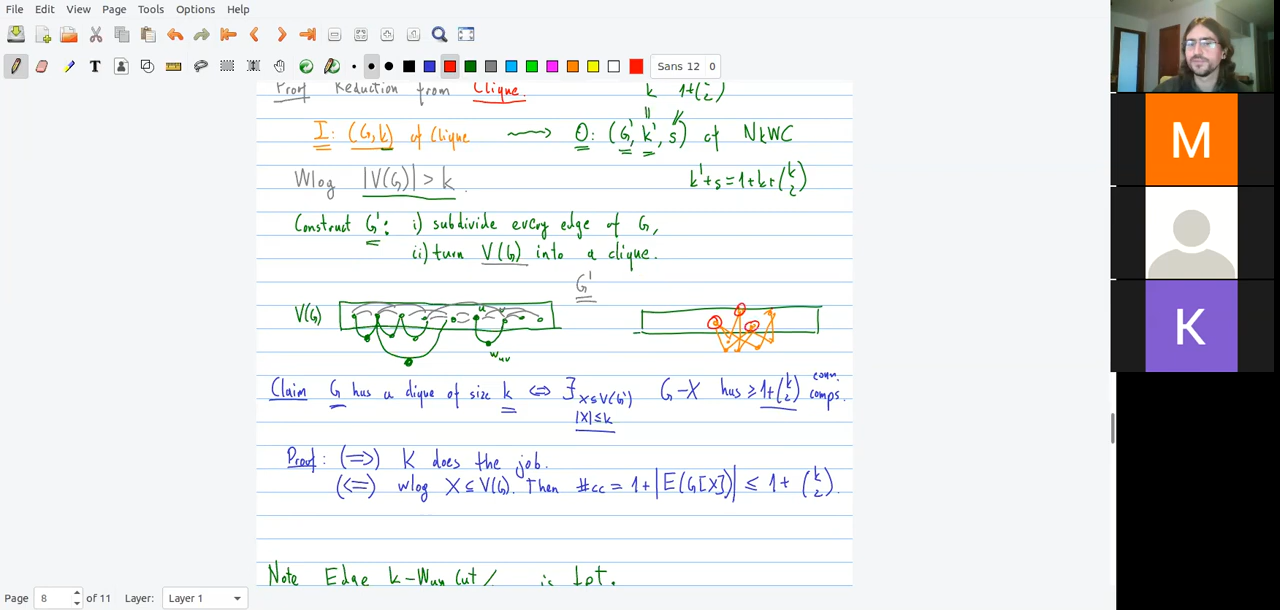 File Edit View Page Tools Options Help
Sans 12 0
Proof Reduction from Clique.
k 1+(k 2)
I: (G,k) of Clique ⟿ O: (G', k', s) of NkWC
Wlog |V(G)| > k.
k'+s = 1+k+(k 2)
Construct G': i) subdivide every edge of G,
ii) turn V(G) into a clique.
G'
V(G)
u v
w_uv
Claim G has a clique of size k ⇔ ∃ X⊆V(G') |X|≤k G-X has ≥ 1+(k 2) conn. comps.
Proof: (⇒) K does the job.
(⇐) wlog X ⊆ V(G). Then #cc = 1+|E(G[X])| ≤ 1+(k 2).
Note Edge k-Way Cut/ is fpt.
Page 8 of 11 Layer: Layer 1
M
K